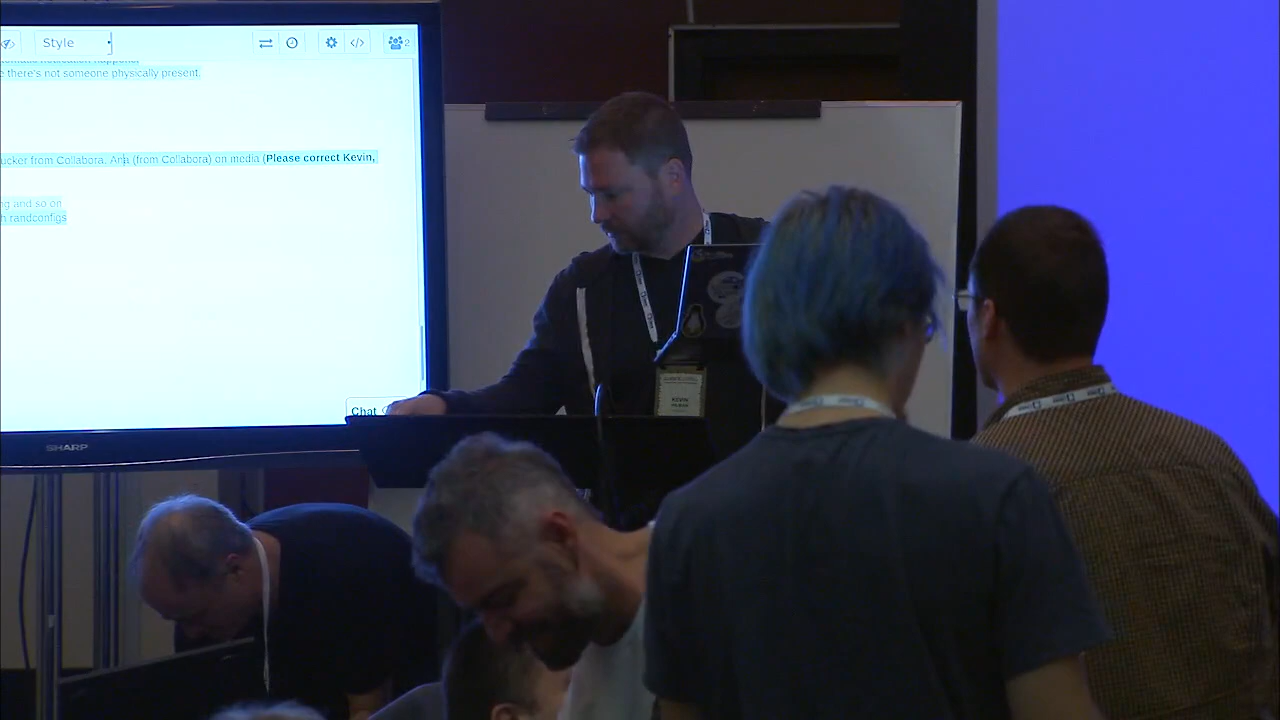 Style
2
e there's not someone physically present.
ucker from Collabora. Ana (from Collabora) on media (Please correct Kevin,
ng and so on
h randconfigs
Chat
SHARP
KEVIN